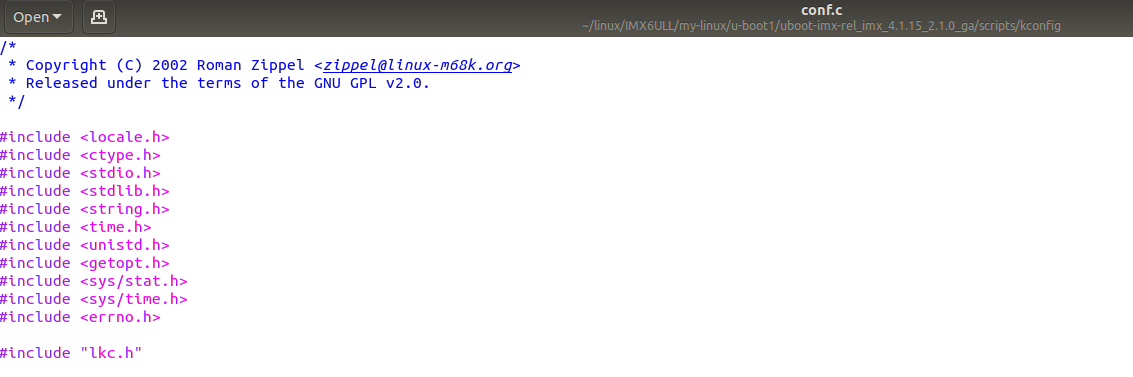 Open
conf.c
~/linux/IMX6ULL/my-linux/u-boot1/uboot-imx-rel_imx_4.1.15_2.1.0_ga/scripts/kconfig
/*
 * Copyright (C) 2002 Roman Zippel <zippel@linux-m68k.org>
 * Released under the terms of the GNU GPL v2.0.
 */
#include <locale.h>
#include <ctype.h>
#include <stdio.h>
#include <stdlib.h>
#include <string.h>
#include <time.h>
#include <unistd.h>
#include <getopt.h>
#include <sys/stat.h>
#include <sys/time.h>
#include <errno.h>
#include "lkc.h"